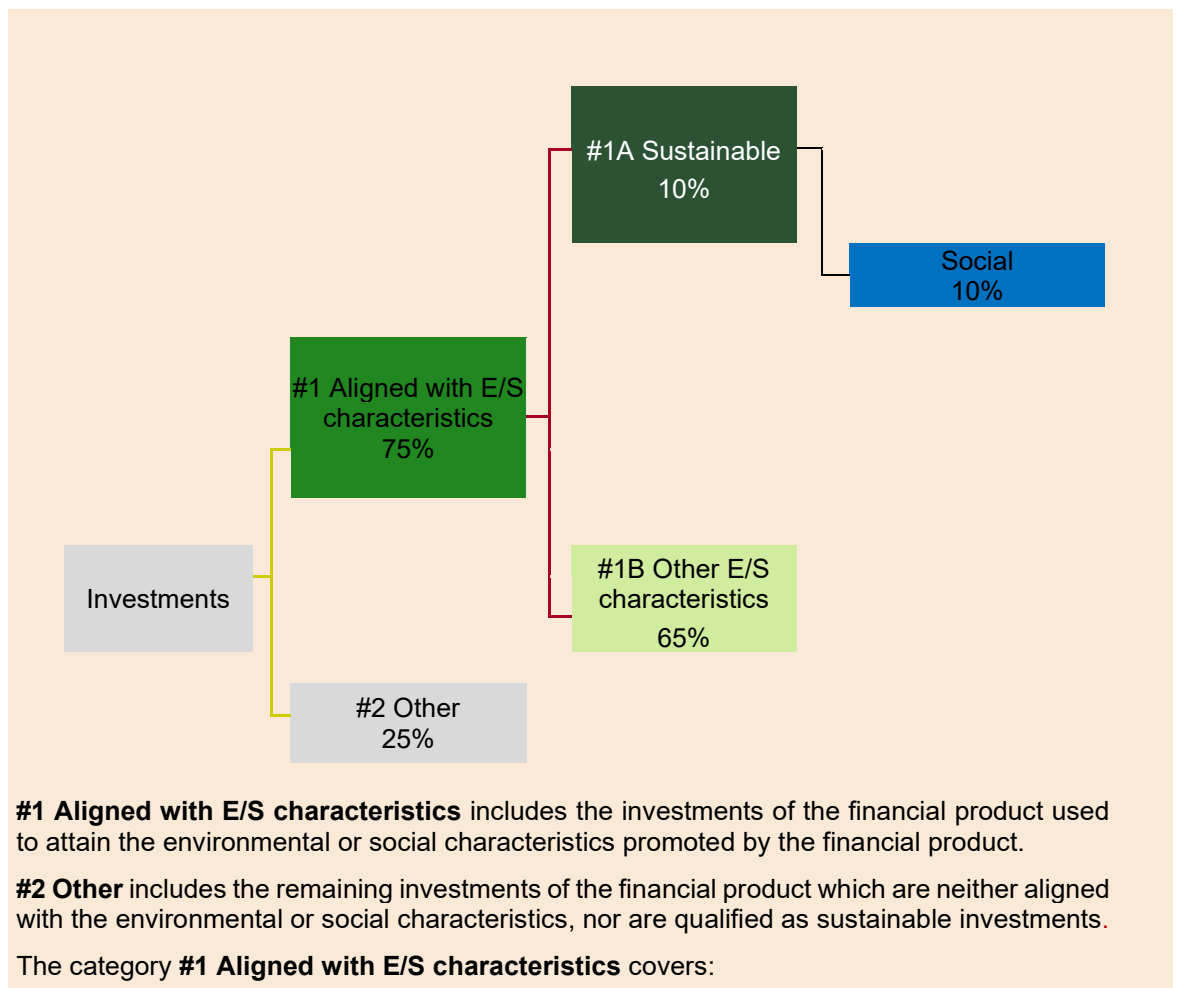 #1A Sustainable
10%
Social
10%
#1 Aligned with E/S
characteristics
75%
Investments
#1B Other E/S
characteristics
65%
#2 Other
25%
#1 Aligned with E/S characteristics includes the investments of the financial product used
to attain the environmental or social characteristics promoted by the financial product.
#2 Other includes the remaining investments of the financial product which are neither aligned
with the environmental or social characteristics, nor are qualified as sustainable investments.
The category #1 Aligned with E/S characteristics covers: